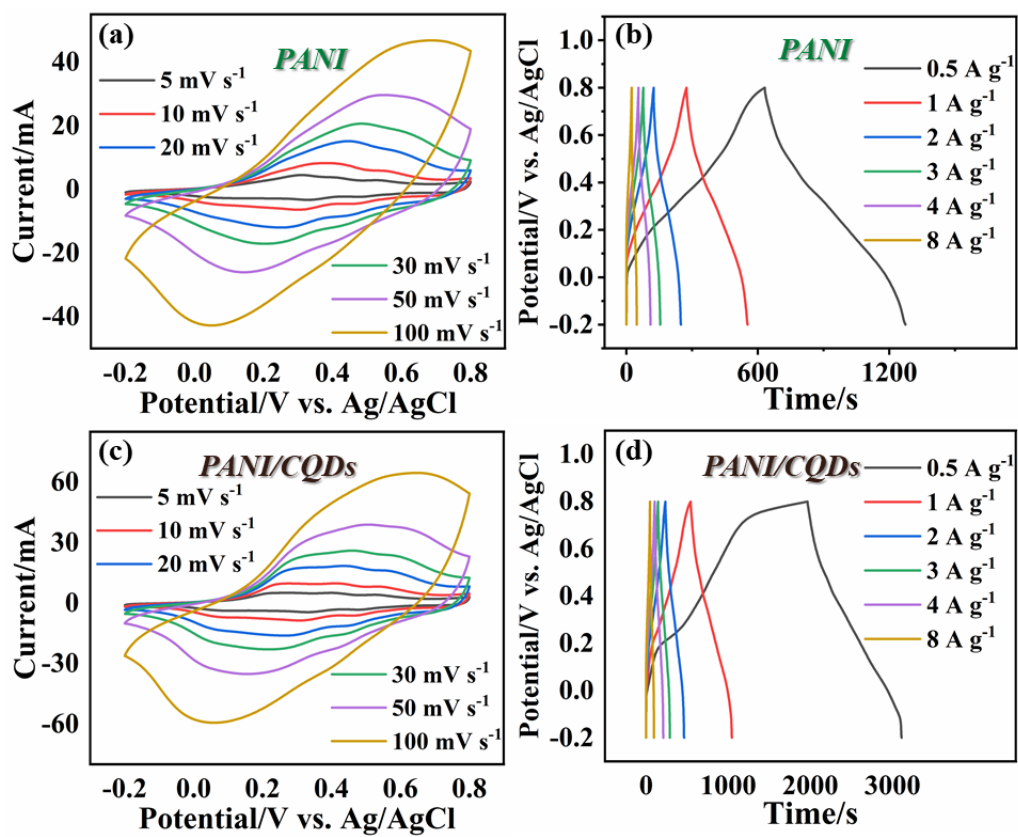 (a)
PANI
5 mV s⁻¹
10 mV s⁻¹
20 mV s⁻¹
30 mV s⁻¹
50 mV s⁻¹
100 mV s⁻¹
40
20
0
-20
-40
Current/mA
-0.2 0.0 0.2 0.4 0.6 0.8
Potential/V vs. Ag/AgCl
(b)
PANI
0.5 A g⁻¹
1 A g⁻¹
2 A g⁻¹
3 A g⁻¹
4 A g⁻¹
8 A g⁻¹
1.0
0.8
0.6
0.4
0.2
0.0
-0.2
Potential/V vs. Ag/AgCl
0 600 1200
Time/s
(c)
PANI/CQDs
5 mV s⁻¹
10 mV s⁻¹
20 mV s⁻¹
30 mV s⁻¹
50 mV s⁻¹
100 mV s⁻¹
60
30
0
-30
-60
Current/mA
-0.2 0.0 0.2 0.4 0.6 0.8
Potential/V vs. Ag/AgCl
(d)
PANI/CQDs
0.5 A g⁻¹
1 A g⁻¹
2 A g⁻¹
3 A g⁻¹
4 A g⁻¹
8 A g⁻¹
1.0
0.8
0.6
0.4
0.2
0.0
-0.2
Potential/V vs. Ag/AgCl
0 1000 2000 3000
Time/s